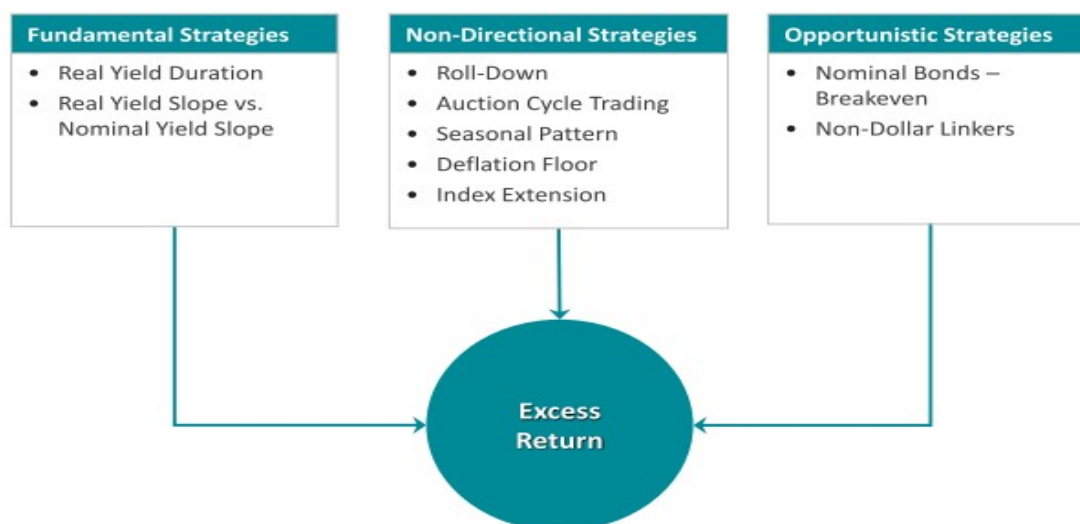 Fundamental Strategies
• Real Yield Duration
• Real Yield Slope vs.
Nominal Yield Slope
Non-Directional Strategies
• Roll-Down
• Auction Cycle Trading
• Seasonal Pattern
• Deflation Floor
• Index Extension
Opportunistic Strategies
• Nominal Bonds –
Breakeven
• Non-Dollar Linkers
Excess
Return